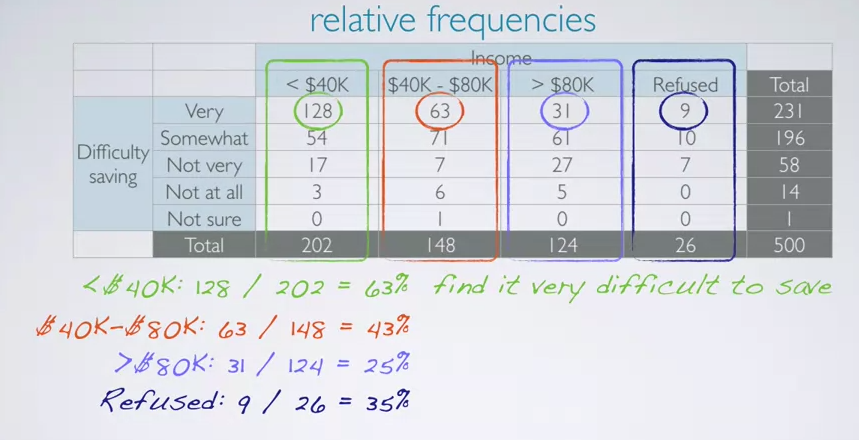 relative frequencies
Income
< $40K $40K - $80K > $80K Refused Total
Very 128 63 31 9 231
Somewhat 54 71 61 10 196
Difficulty saving
Not very 17 7 27 7 58
Not at all 3 6 5 0 14
Not sure 0 1 0 0 1
Total 202 148 124 26 500
<$40K: 128 / 202 = 63% find it very difficult to save
$40K-$80K: 63 / 148 = 43%
>$80K: 31 / 124 = 25%
Refused: 9 / 26 = 35%